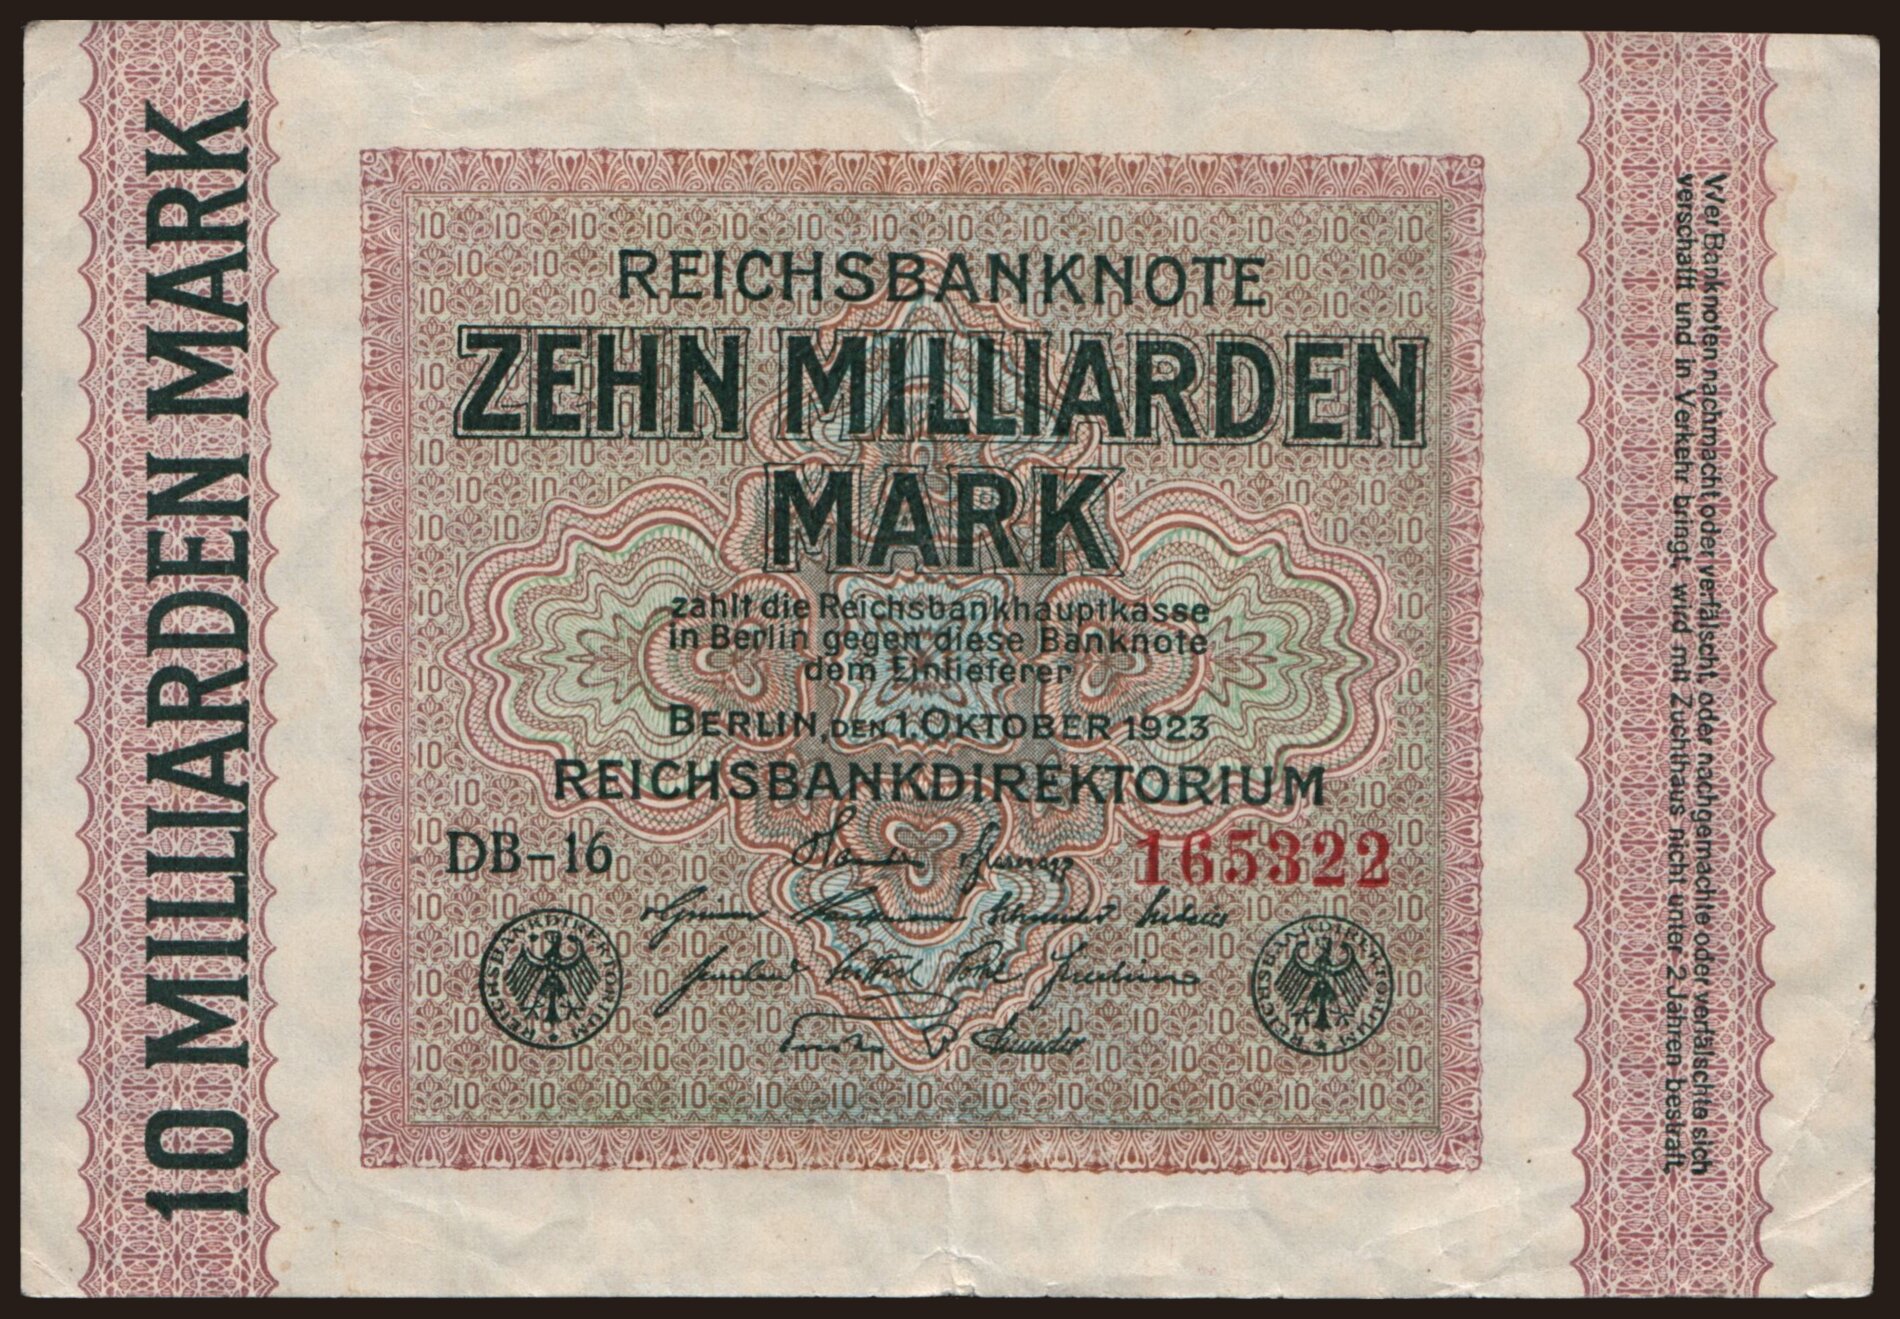 10 MILLIARDEN MARK
REICHSBANKNOTE
ZEHN MILLIARDEN
MARK
zahlt die Reichsbankhauptkasse
in Berlin gegen diese Banknote
dem Einlieferer
BERLIN, DEN 1. OKTOBER 1923
REICHSBANKDIREKTORIUM
DB-16
165322
REICHSBANKDIREKTORIUM
REICHSBANKDIREKTORIUM
Wer Banknoten nachmacht oder verfälscht, oder nachgemachte oder verfälschte sich
verschafft und in Verkehr bringt, wird mit Zuchthaus nicht unter 2 Jahren bestraft.